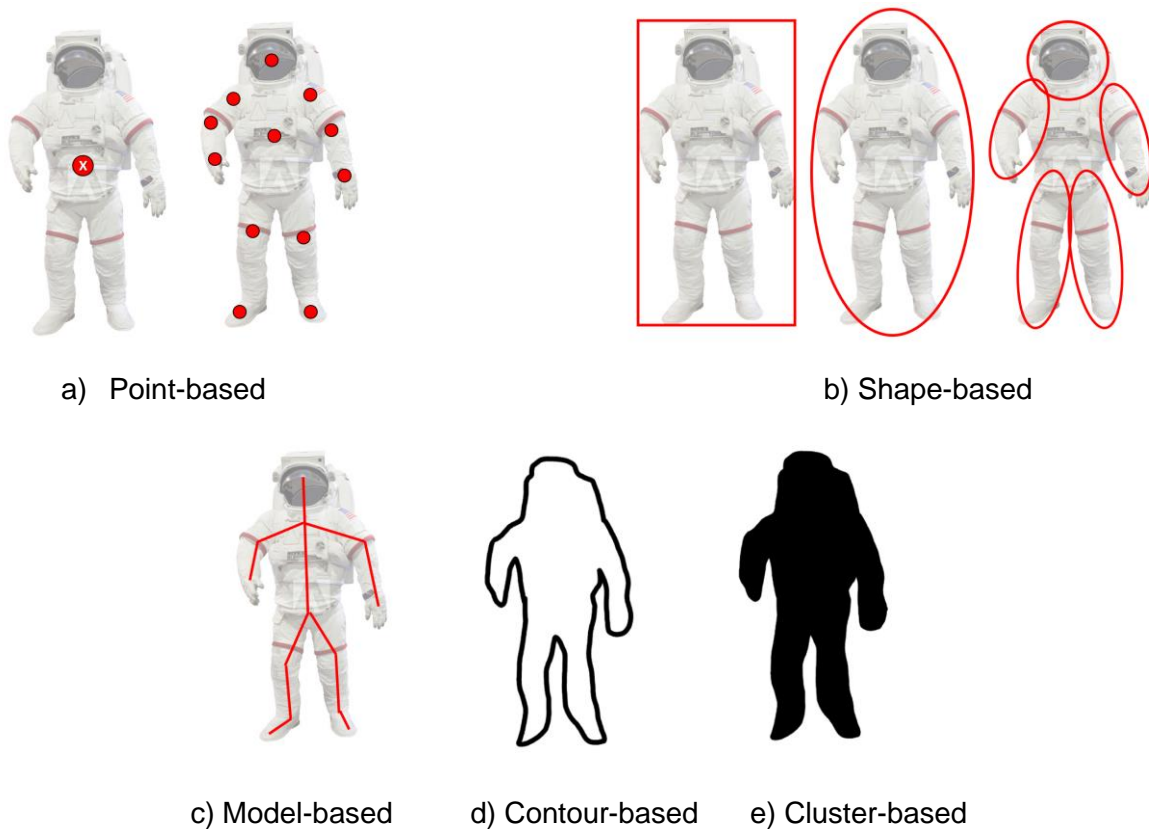 X
a) Point-based
b) Shape-based
c) Model-based
d) Contour-based
e) Cluster-based